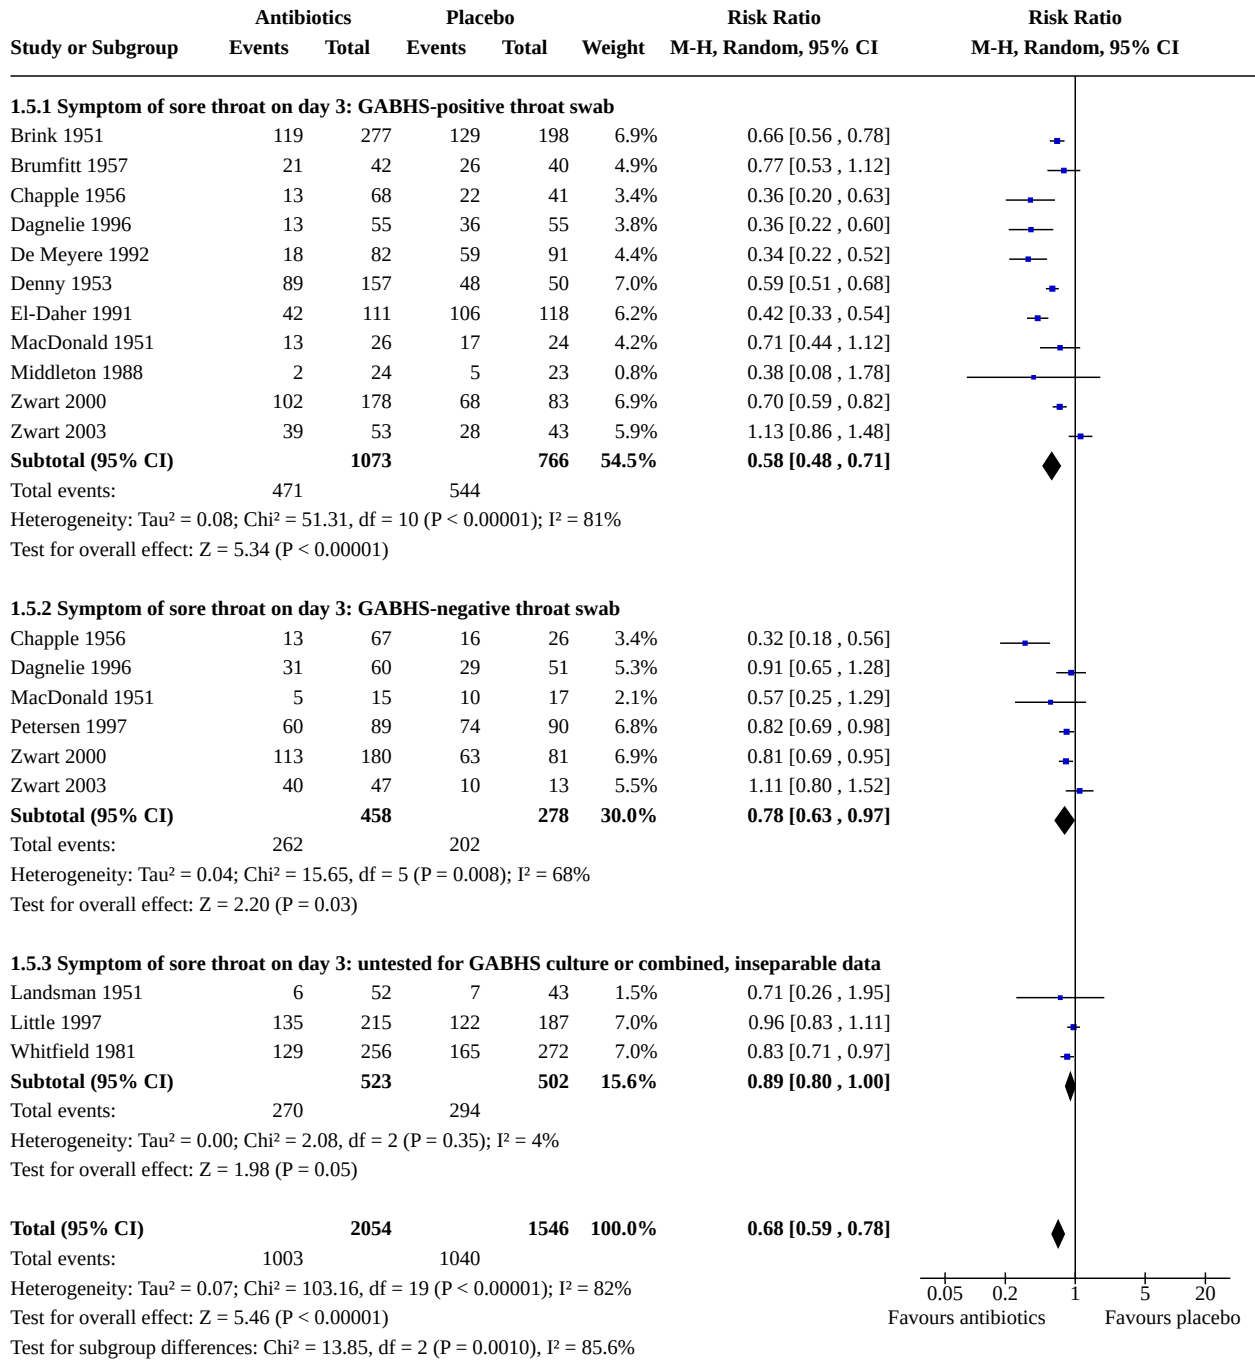 Antibiotics Placebo Risk Ratio Risk Ratio
Study or Subgroup Events Total Events Total Weight M-H, Random, 95% CI M-H, Random, 95% CI
1.5.1 Symptom of sore throat on day 3: GABHS-positive throat swab
Brink 1951 119 277 129 198 6.9% 0.66 [0.56 , 0.78]
Brumfitt 1957 21 42 26 40 4.9% 0.77 [0.53 , 1.12]
Chapple 1956 13 68 22 41 3.4% 0.36 [0.20 , 0.63]
Dagnelie 1996 13 55 36 55 3.8% 0.36 [0.22 , 0.60]
De Meyere 1992 18 82 59 91 4.4% 0.34 [0.22 , 0.52]
Denny 1953 89 157 48 50 7.0% 0.59 [0.51 , 0.68]
El-Daher 1991 42 111 106 118 6.2% 0.42 [0.33 , 0.54]
MacDonald 1951 13 26 17 24 4.2% 0.71 [0.44 , 1.12]
Middleton 1988 2 24 5 23 0.8% 0.38 [0.08 , 1.78]
Zwart 2000 102 178 68 83 6.9% 0.70 [0.59 , 0.82]
Zwart 2003 39 53 28 43 5.9% 1.13 [0.86 , 1.48]
Subtotal (95% CI) 1073 766 54.5% 0.58 [0.48 , 0.71]
Total events: 471 544
Heterogeneity: Tau² = 0.08; Chi² = 51.31, df = 10 (P < 0.00001); I² = 81%
Test for overall effect: Z = 5.34 (P < 0.00001)
1.5.2 Symptom of sore throat on day 3: GABHS-negative throat swab
Chapple 1956 13 67 16 26 3.4% 0.32 [0.18 , 0.56]
Dagnelie 1996 31 60 29 51 5.3% 0.91 [0.65 , 1.28]
MacDonald 1951 5 15 10 17 2.1% 0.57 [0.25 , 1.29]
Petersen 1997 60 89 74 90 6.8% 0.82 [0.69 , 0.98]
Zwart 2000 113 180 63 81 6.9% 0.81 [0.69 , 0.95]
Zwart 2003 40 47 10 13 5.5% 1.11 [0.80 , 1.52]
Subtotal (95% CI) 458 278 30.0% 0.78 [0.63 , 0.97]
Total events: 262 202
Heterogeneity: Tau² = 0.04; Chi² = 15.65, df = 5 (P = 0.008); I² = 68%
Test for overall effect: Z = 2.20 (P = 0.03)
1.5.3 Symptom of sore throat on day 3: untested for GABHS culture or combined, inseparable data
Landsman 1951 6 52 7 43 1.5% 0.71 [0.26 , 1.95]
Little 1997 135 215 122 187 7.0% 0.96 [0.83 , 1.11]
Whitfield 1981 129 256 165 272 7.0% 0.83 [0.71 , 0.97]
Subtotal (95% CI) 523 502 15.6% 0.89 [0.80 , 1.00]
Total events: 270 294
Heterogeneity: Tau² = 0.00; Chi² = 2.08, df = 2 (P = 0.35); I² = 4%
Test for overall effect: Z = 1.98 (P = 0.05)
Total (95% CI) 2054 1546 100.0% 0.68 [0.59 , 0.78]
Total events: 1003 1040
Heterogeneity: Tau² = 0.07; Chi² = 103.16, df = 19 (P < 0.00001); I² = 82%
0.05 0.2 1 5 20
Test for overall effect: Z = 5.46 (P < 0.00001)
Favours antibiotics Favours placebo
Test for subgroup differences: Chi² = 13.85, df = 2 (P = 0.0010), I² = 85.6%